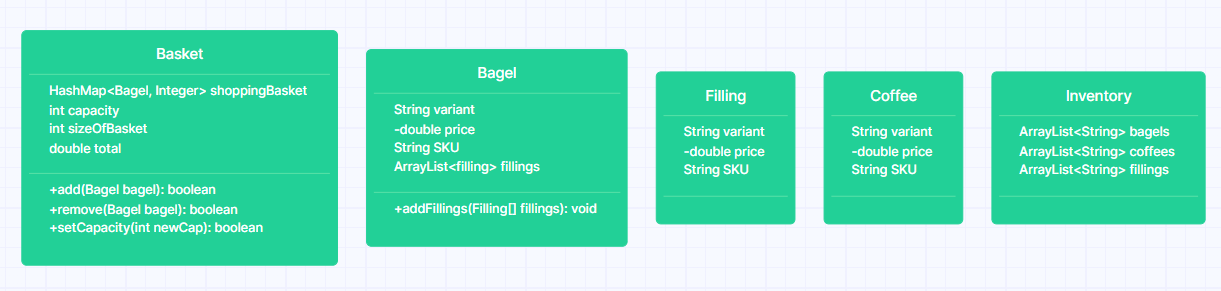 Basket
HashMap<Bagel, Integer> shoppingBasket
int capacity
int sizeOfBasket
double total
+add(Bagel bagel): boolean
+remove(Bagel bagel): boolean
+setCapacity(int newCap): boolean
Bagel
String variant
-double price
String SKU
ArrayList<filling> fillings
+addFillings(Filling[] fillings): void
Filling
String variant
-double price
String SKU
Coffee
String variant
-double price
String SKU
Inventory
ArrayList<String> bagels
ArrayList<String> coffees
ArrayList<String> fillings